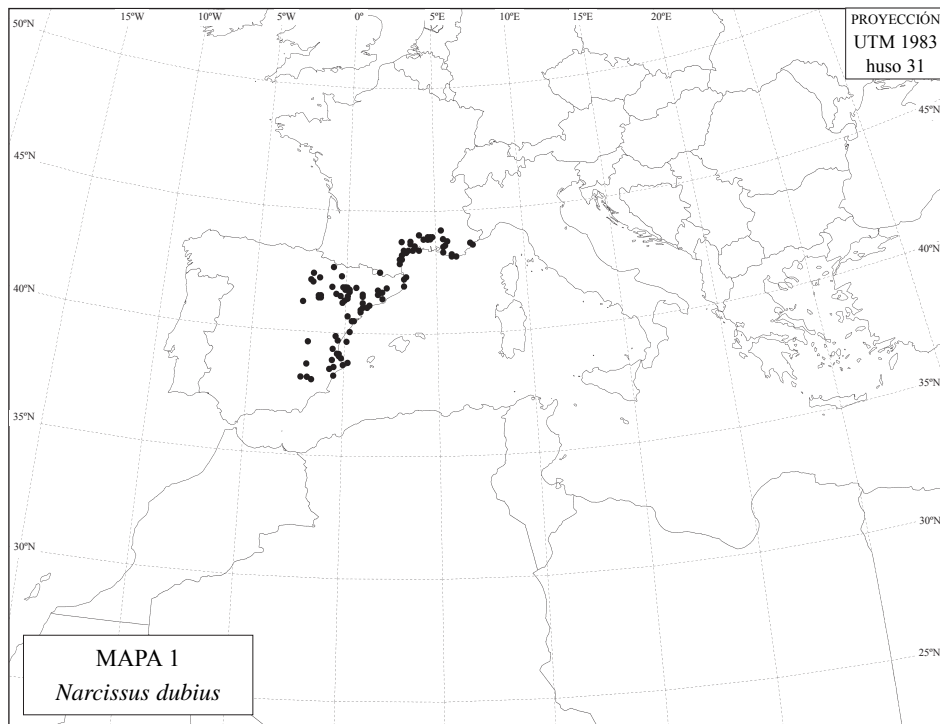 50ºN
15ºW
10ºW
5ºW
0º
5ºE
10ºE
15ºE
20ºE
PROYECCIÓN
UTM 1983
huso 31
45ºN
45ºN
40ºN
40ºN
35ºN
35ºN
30ºN
30ºN
25ºN
MAPA 1
Narcissus dubius